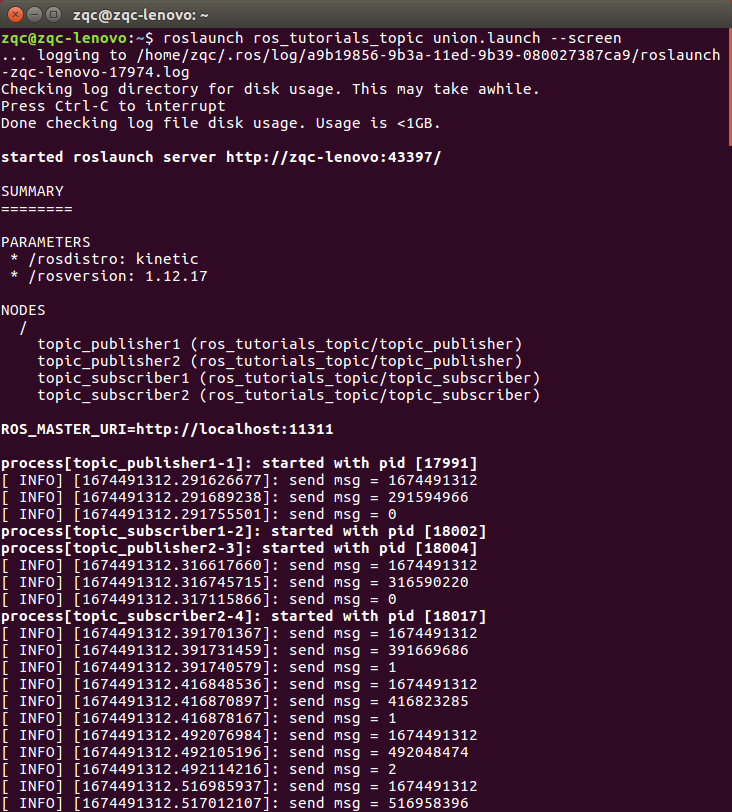 zqc@zqc-lenovo: ~
zqc@zqc-lenovo:~$ roslaunch ros_tutorials_topic union.launch --screen
... logging to /home/zqc/.ros/log/a9b19856-9b3a-11ed-9b39-080027387ca9/roslaunch
-zqc-lenovo-17974.log
Checking log directory for disk usage. This may take awhile.
Press Ctrl-C to interrupt
Done checking log file disk usage. Usage is <1GB.
started roslaunch server http://zqc-lenovo:43397/
SUMMARY
========
PARAMETERS
 * /rosdistro: kinetic
 * /rosversion: 1.12.17
NODES
  /
    topic_publisher1 (ros_tutorials_topic/topic_publisher)
    topic_publisher2 (ros_tutorials_topic/topic_publisher)
    topic_subscriber1 (ros_tutorials_topic/topic_subscriber)
    topic_subscriber2 (ros_tutorials_topic/topic_subscriber)
ROS_MASTER_URI=http://localhost:11311
process[topic_publisher1-1]: started with pid [17991]
[ INFO] [1674491312.291626677]: send msg = 1674491312
[ INFO] [1674491312.291689238]: send msg = 291594966
[ INFO] [1674491312.291755501]: send msg = 0
process[topic_subscriber1-2]: started with pid [18002]
process[topic_publisher2-3]: started with pid [18004]
[ INFO] [1674491312.316617660]: send msg = 1674491312
[ INFO] [1674491312.316745715]: send msg = 316590220
[ INFO] [1674491312.317115866]: send msg = 0
process[topic_subscriber2-4]: started with pid [18017]
[ INFO] [1674491312.391701367]: send msg = 1674491312
[ INFO] [1674491312.391731459]: send msg = 391669686
[ INFO] [1674491312.391740579]: send msg = 1
[ INFO] [1674491312.416848536]: send msg = 1674491312
[ INFO] [1674491312.416870897]: send msg = 416823285
[ INFO] [1674491312.416878167]: send msg = 1
[ INFO] [1674491312.492076984]: send msg = 1674491312
[ INFO] [1674491312.492105196]: send msg = 492048474
[ INFO] [1674491312.492114216]: send msg = 2
[ INFO] [1674491312.516985937]: send msg = 1674491312
[ INFO] [1674491312.517012107]: send msg = 516958396